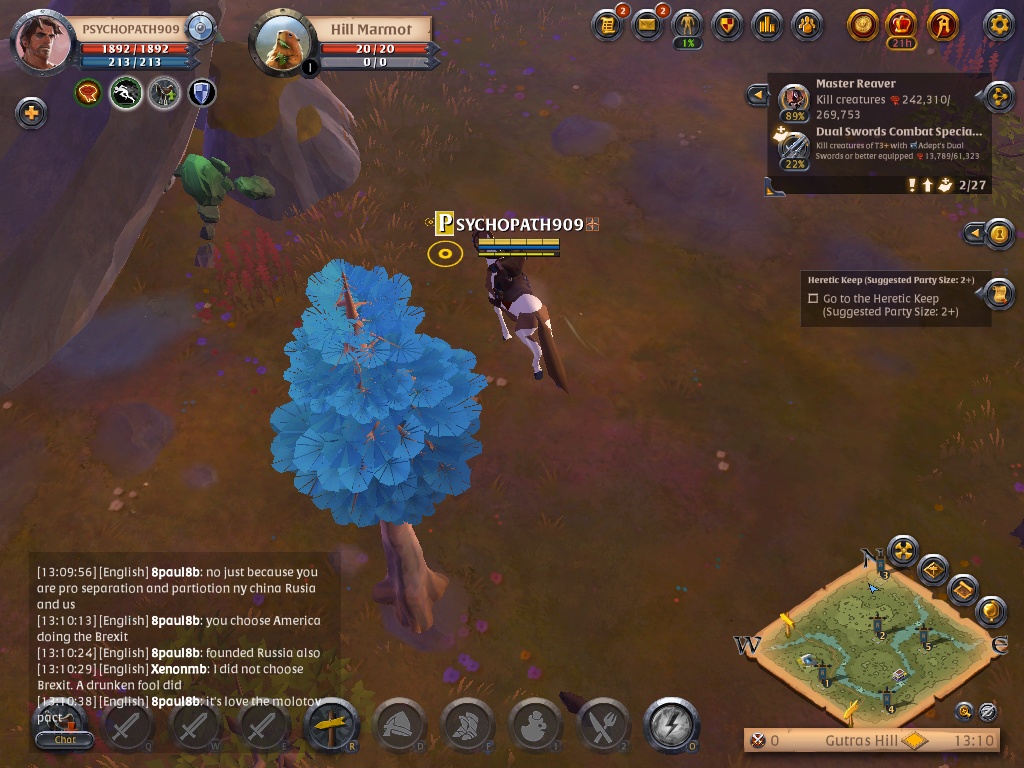 PSYCHOPATH909
1892 / 1892
213 / 213
Hill Marmot
20 / 20
0 / 0
I
2
2
1%
21h
Master Reaver
Kill creatures 242,310/
269,753
89%
Dual Swords Combat Specia...
Kill creatures of T3+ with Adept's Dual
Swords or better equipped 13,789/61,323
22%
2/27
PSYCHOPATH909
Heretic Keep (Suggested Party Size: 2+)
Go to the Heretic Keep
(Suggested Party Size: 2+)
[13:09:56] [English] 8paul8b: no just because you
are pro separation and partiotion ny china Rusia
and us
[13:10:13] [English] 8paul8b: you choose America
doing the Brexit
[13:10:24] [English] 8paul8b: founded Russia also
[13:10:29] [English] Xenonmb: I did not choose
Brexit. A drunken fool did
[13:10:38] [English] 8paul8b: it's love the molotov
pact
Chat
Q
W
E
R
D
F
1
2
O
N
W
E
3
2
5
1
4
0
Gutras Hill
13:10